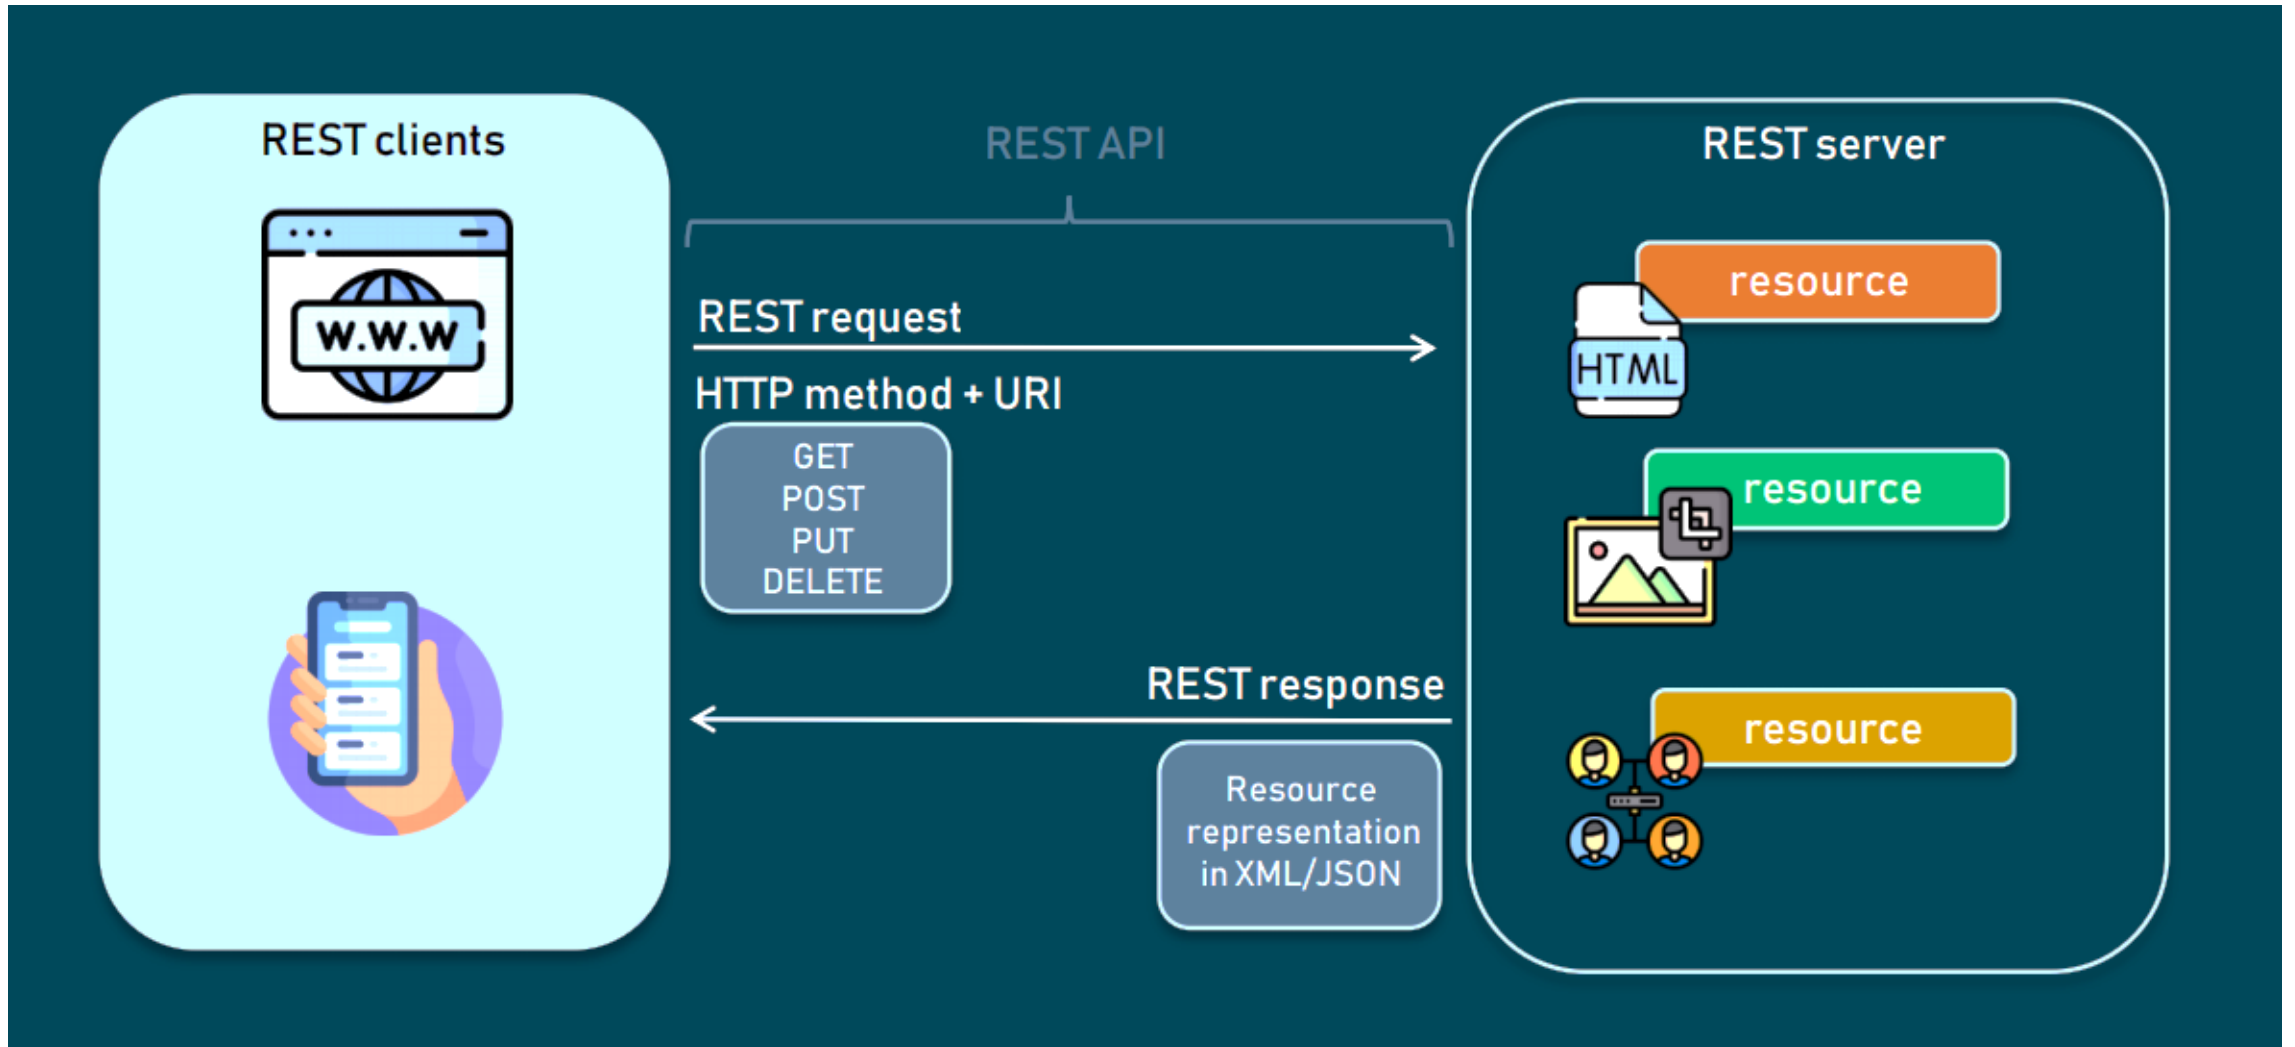 REST clients
W.W.W
REST API
REST request
HTTP method + URI
GET
POST
PUT
DELETE
REST response
Resource
representation
in XML/JSON
REST server
resource
HTML
resource
resource